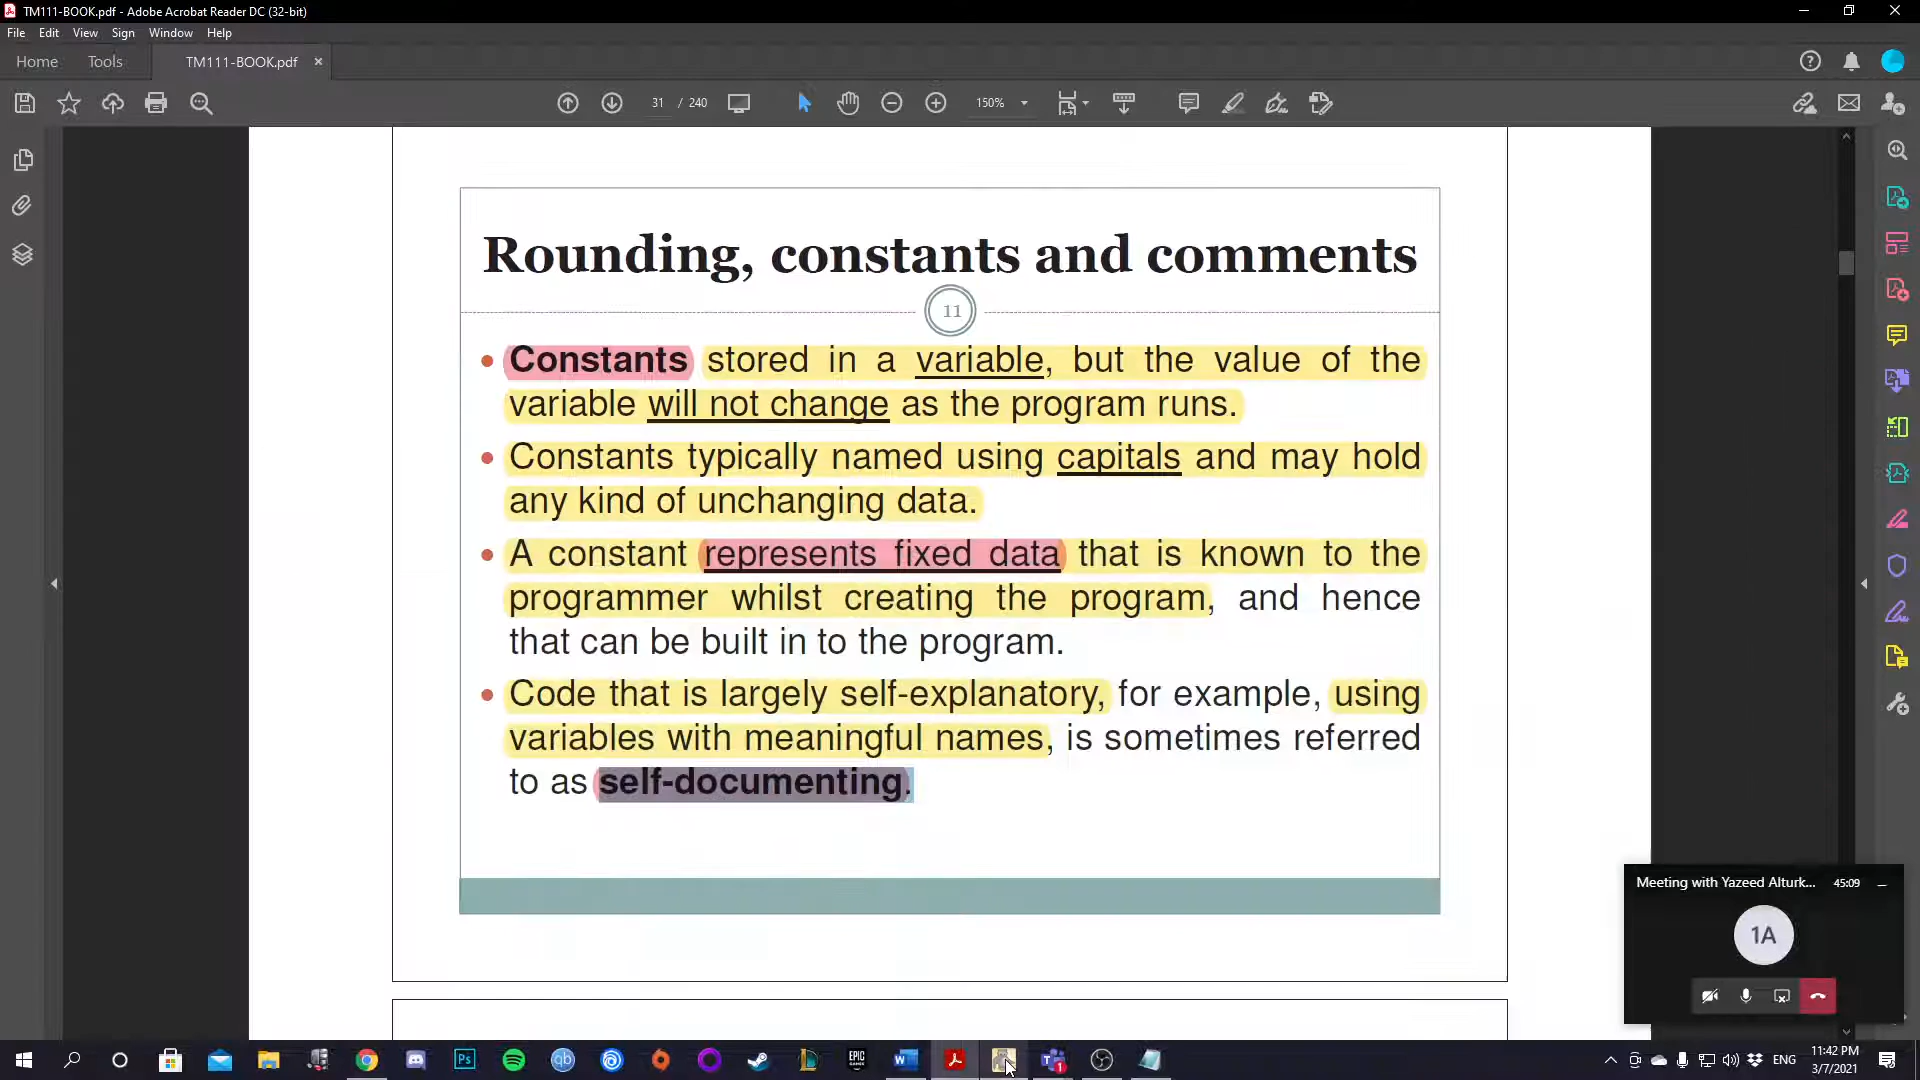 TM111-BOOK.pdf - Adobe Acrobat Reader DC (32-bit)
File Edit View Sign Window Help
Home Tools TM111-BOOK.pdf
31 / 240 150%
Rounding, constants and comments
11
Constants stored in a variable, but the value of the
variable will not change as the program runs.
Constants typically named using capitals and may hold
any kind of unchanging data.
A constant represents fixed data that is known to the
programmer whilst creating the program, and hence
that can be built in to the program.
Code that is largely self-explanatory, for example, using
variables with meaningful names, is sometimes referred
to as self-documenting.
Meeting with Yazeed Alturk... 45:09
1A
Ps
qb
EPIC
GAMES
1
ENG
11:42 PM
3/7/2021